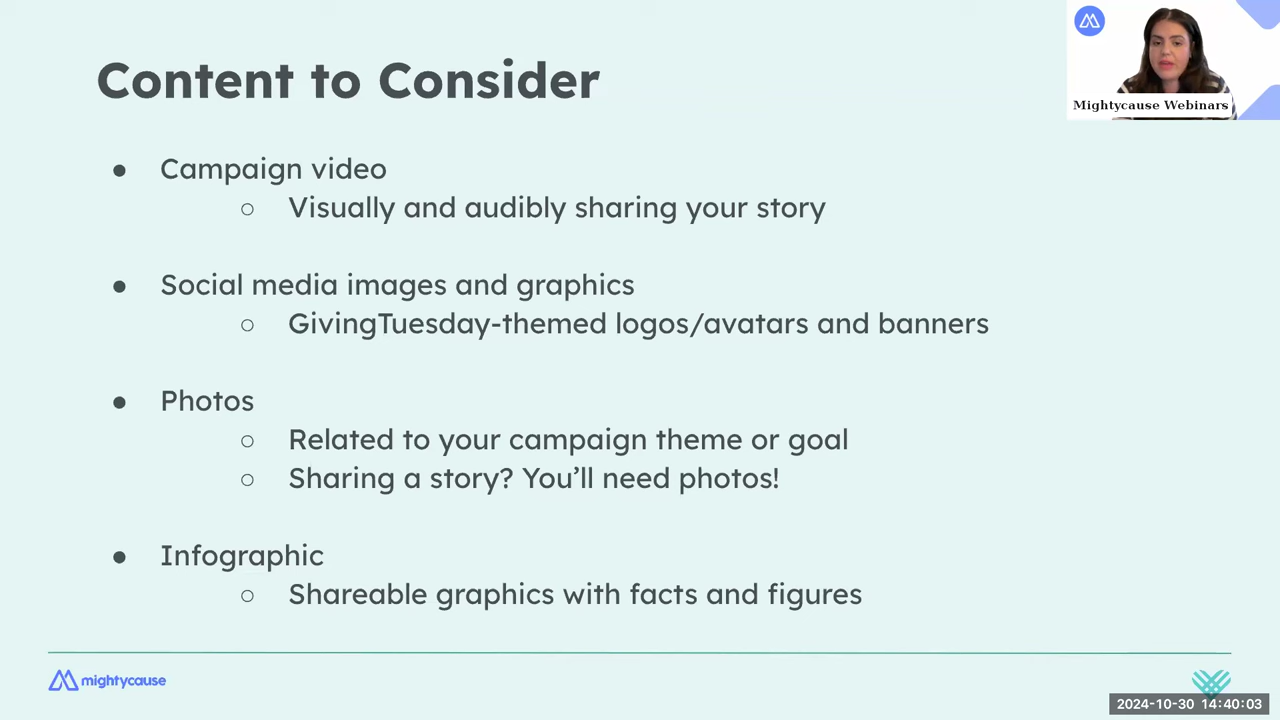 Content to Consider
Mightycause Webinars
● Campaign video
○ Visually and audibly sharing your story
● Social media images and graphics
○ GivingTuesday-themed logos/avatars and banners
● Photos
○ Related to your campaign theme or goal
○ Sharing a story? You’ll need photos!
● Infographic
○ Shareable graphics with facts and figures
mightycause
2024-10-30 14:40:03